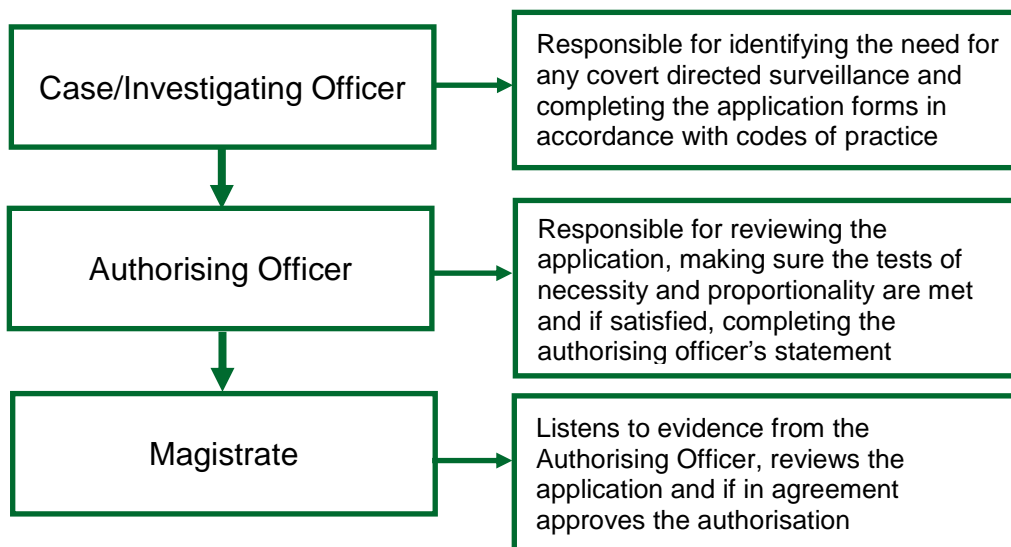 Case/Investigating Officer
Responsible for identifying the need for
any covert directed surveillance and
completing the application forms in
accordance with codes of practice
Authorising Officer
Responsible for reviewing the
application, making sure the tests of
necessity and proportionality are met
and if satisfied, completing the
authorising officer’s statement
Magistrate
Listens to evidence from the
Authorising Officer, reviews the
application and if in agreement
approves the authorisation